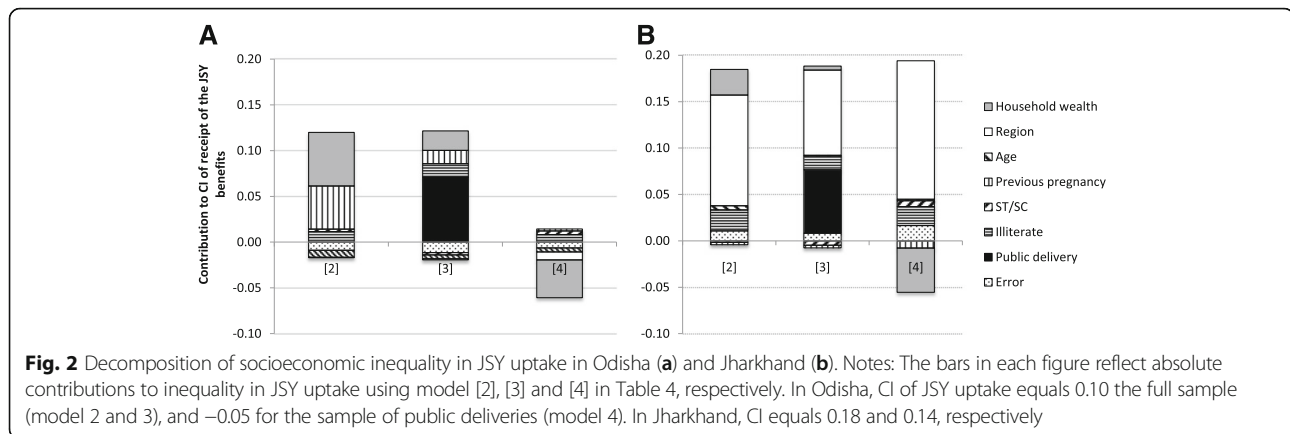 A
B
Contribution to CI of receipt of the JSY
benefits
0.20
0.15
0.10
0.05
0.00
-0.05
-0.10
[2]
[3]
[4]
0.20
0.15
0.10
0.05
0.00
-0.05
-0.10
[2]
[3]
[4]
Household wealth
Region
Age
Previous pregnancy
ST/SC
Illiterate
Public delivery
Error
Fig. 2 Decomposition of socioeconomic inequality in JSY uptake in Odisha (a) and Jharkhand (b). Notes: The bars in each figure reflect absolute
contributions to inequality in JSY uptake using model [2], [3] and [4] in Table 4, respectively. In Odisha, CI of JSY uptake equals 0.10 the full sample
(model 2 and 3), and −0.05 for the sample of public deliveries (model 4). In Jharkhand, CI equals 0.18 and 0.14, respectively